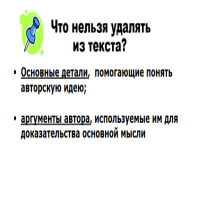 Что нельзя удалять
из текста?
• Основные детали, помогающие понять
авторскую идею;
• аргументы автора, используемые им для
доказательства основной мысли